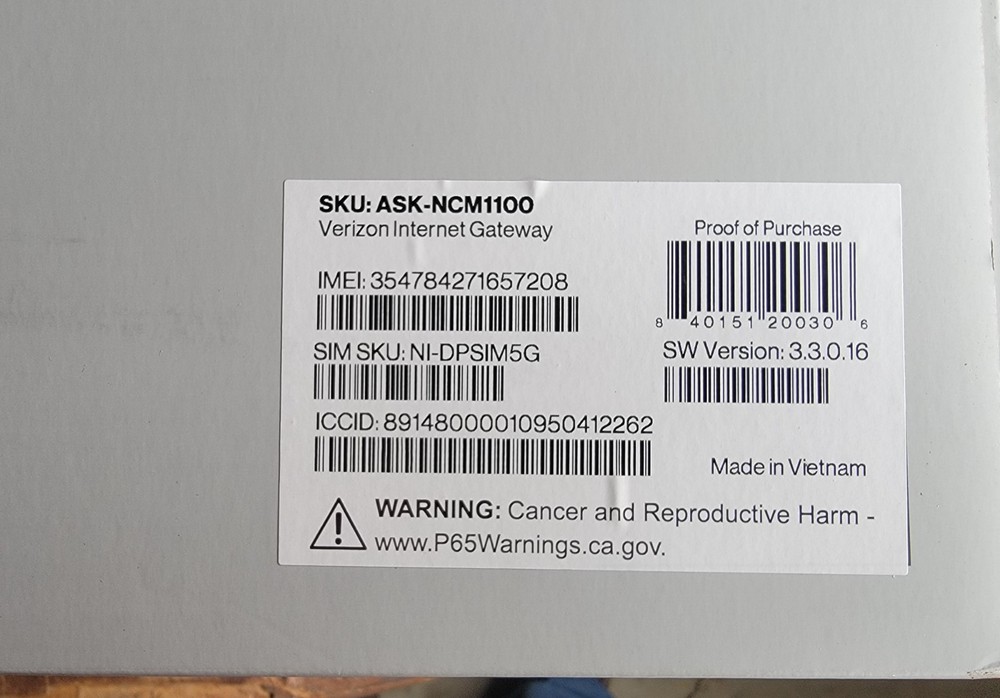 SKU: ASK-NCM1100
Verizon Internet Gateway
IMEI: 354784271657208
SIM SKU: NI-DPSIM5G
ICCID: 89148000010950412262
Proof of Purchase
8 40151 20030 6
SW Version: 3.3.0.16
Made in Vietnam
WARNING: Cancer and Reproductive Harm -
www.P65Warnings.ca.gov.